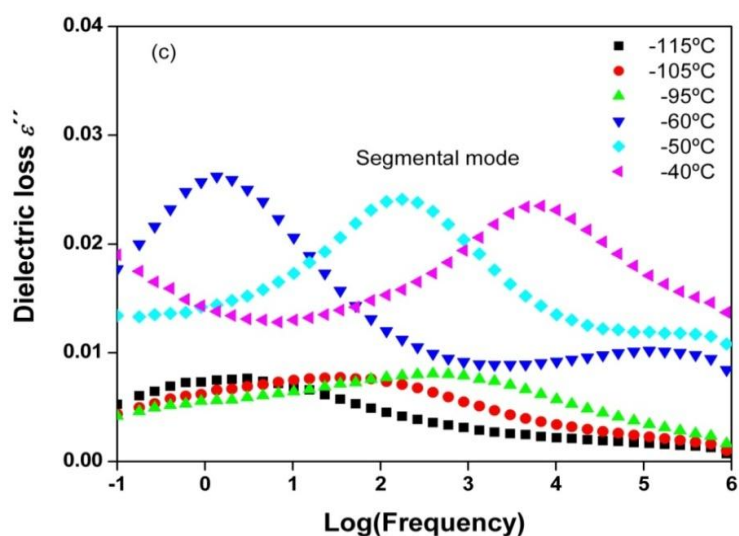 0.04
(c)
-115ºC
-105ºC
-95ºC
-60ºC
-50ºC
-40ºC
0.03
Segmental mode
0.02
0.01
0.00
Dielectric loss ε´´
-1 0 1 2 3 4 5 6
Log(Frequency)